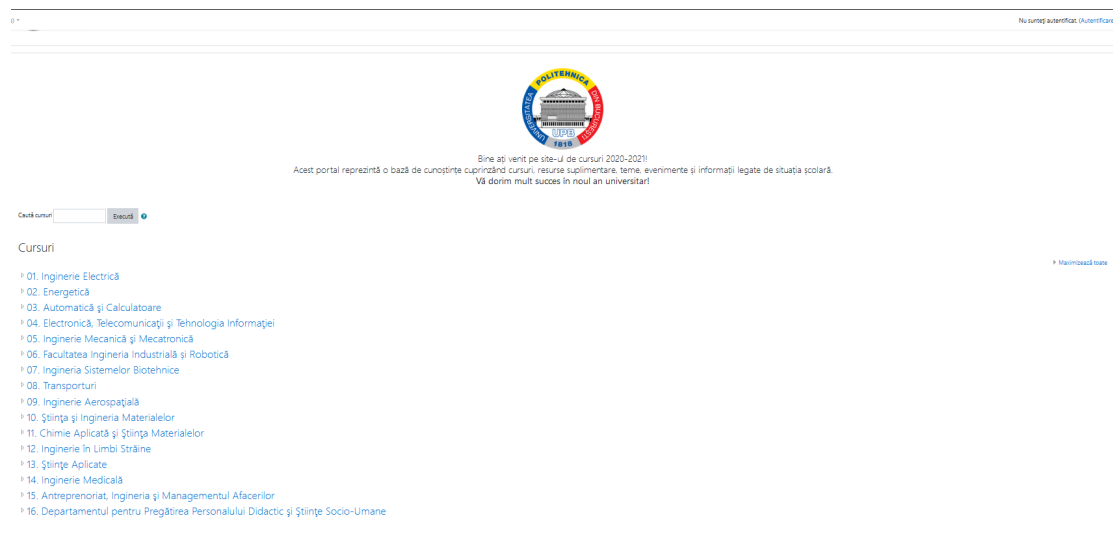 Nu sunteți autentificat. (Autentificare
UNIVERSITATEA POLITEHNICA DIN BUCUREȘTI
UPB
1818
Bine ați venit pe site-ul de cursuri 2020-2021!
Acest portal reprezintă o bază de cunoștințe cuprinzând cursuri, resurse suplimentare, teme, evenimente și informații legate de situația școlară.
Vă dorim mult succes în noul an universitar!
Caută cursuri
Execută
Cursuri
Maximizează toate
01. Inginerie Electrică
02. Energetică
03. Automatică şi Calculatoare
04. Electronică, Telecomunicaţii şi Tehnologia Informaţiei
05. Inginerie Mecanică şi Mecatronică
06. Facultatea Ingineria Industrială și Robotică
07. Ingineria Sistemelor Biotehnice
08. Transporturi
09. Inginerie Aerospaţială
10. Ştiinţa şi Ingineria Materialelor
11. Chimie Aplicată şi Ştiinţa Materialelor
12. Inginerie în Limbi Străine
13. Ştiinţe Aplicate
14. Inginerie Medicală
15. Antreprenoriat, Ingineria şi Managementul Afacerilor
16. Departamentul pentru Pregătirea Personalului Didactic şi Ştiinţe Socio-Umane